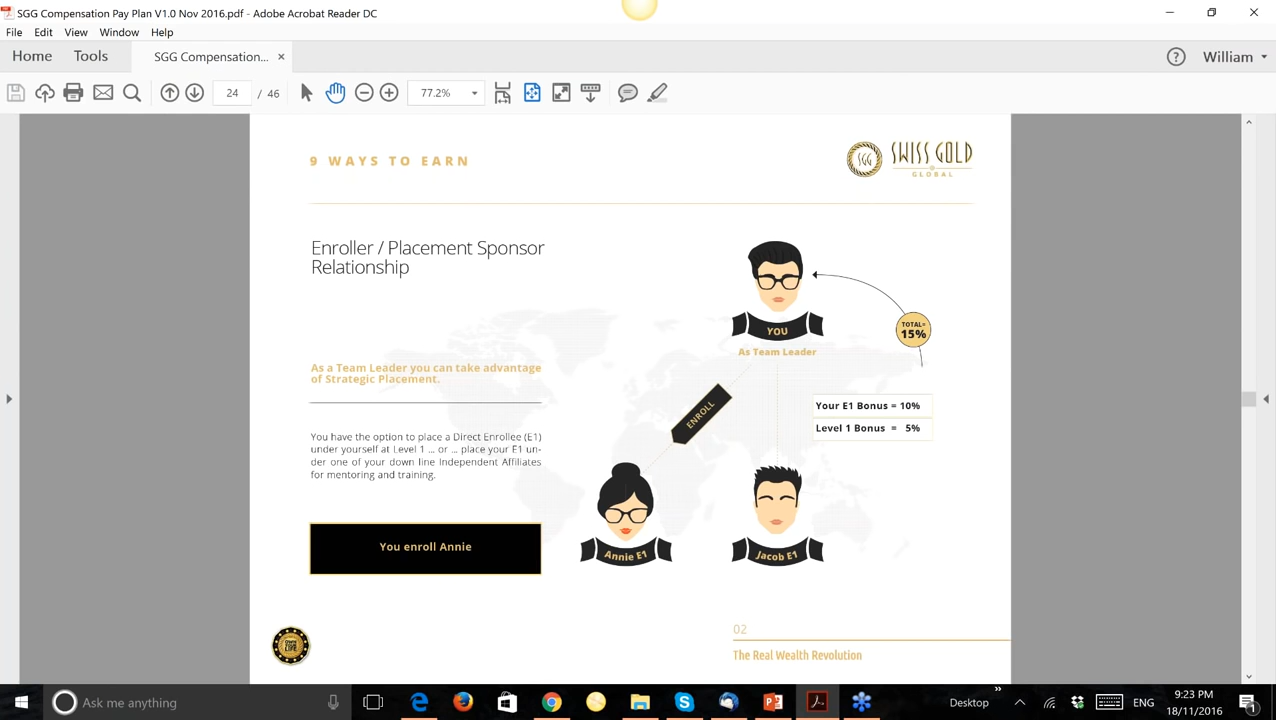 SGG Compensation Pay Plan V1.0 Nov 2016.pdf - Adobe Acrobat Reader DC
File Edit View Window Help
Home Tools SGG Compensation... × ? William
24 / 46 77.2%
9 WAYS TO EARN
SGG SWISS GOLD
GLOBAL
Enroller / Placement Sponsor
Relationship
TOTAL=
15%
YOU
As Team Leader
As a Team Leader you can take advantage
of Strategic Placement.
ENROLL
Your E1 Bonus = 10%
Level 1 Bonus = 5%
You have the option to place a Direct Enrollee (E1)
under yourself at Level 1 ... or ... place your E1 un-
der one of your down line Independent Affiliates
for mentoring and training.
You enroll Annie
Annie E1
Jacob E1
02
The Real Wealth Revolution
Ask me anything
Desktop
ENG
9:23 PM
18/11/2016
1